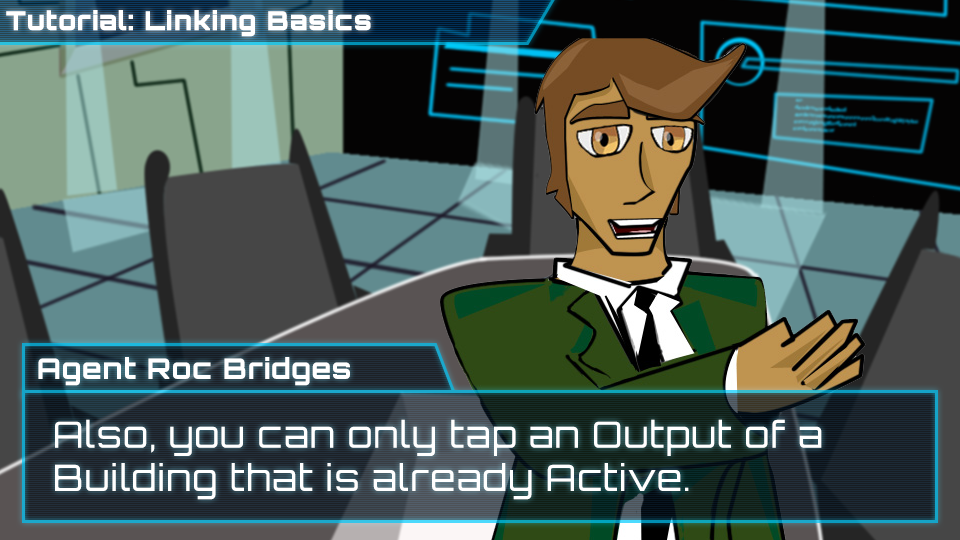 Tutorial: Linking Basics
Agent Roc Bridges
Also, you can only tap an Output of a
Building that is already Active.